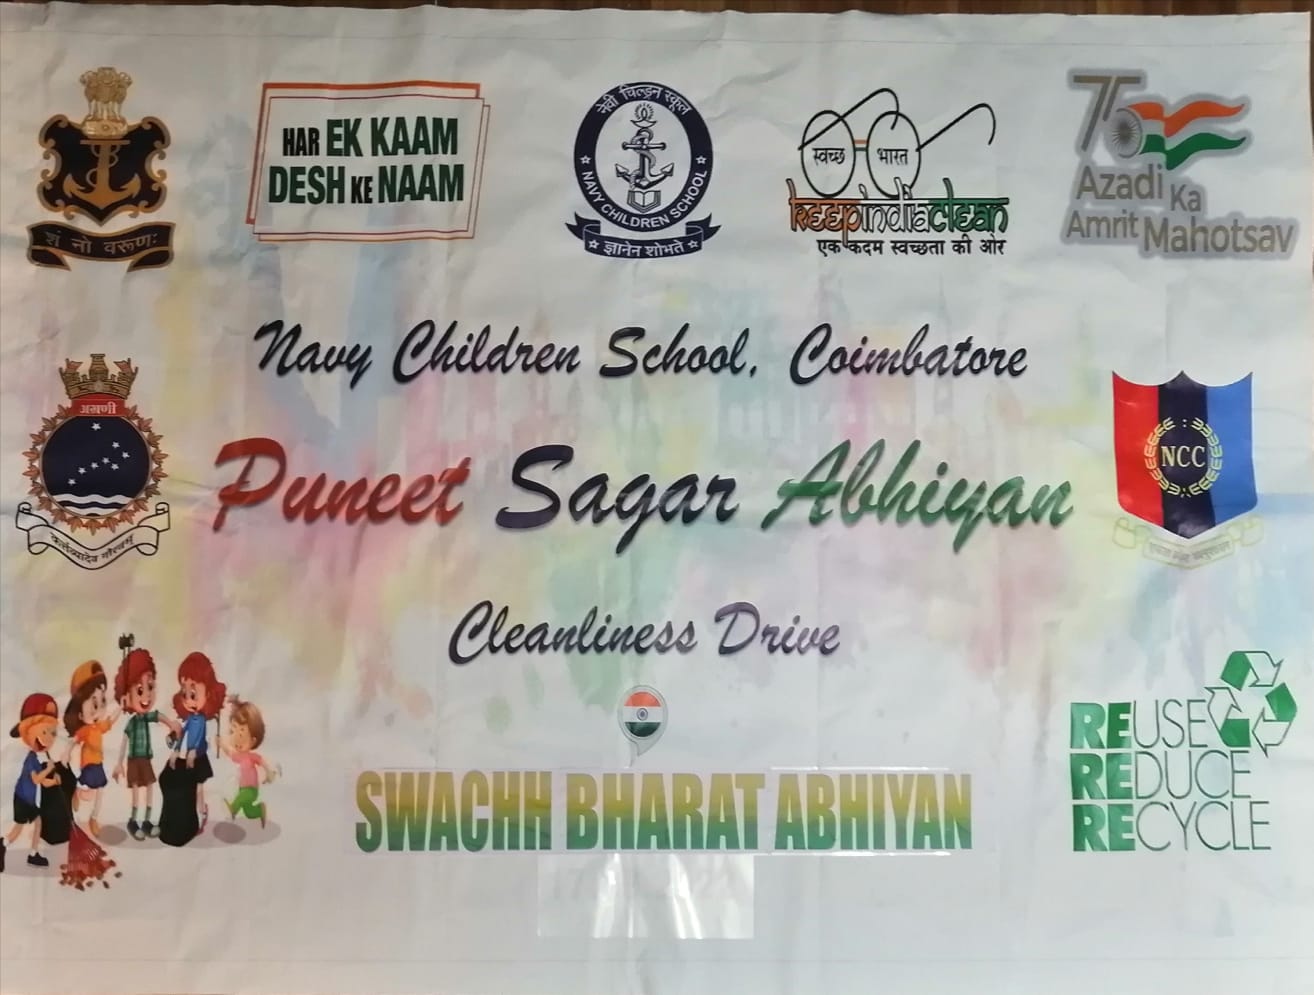 शं नो वरूणः
HAR EK KAAM
DESH KE NAAM
नेवी चिल्ड्रन स्कूल
NAVY CHILDREN SCHOOL
ज्ञानेन शोभते
स्वच्छ भारत
keepindiaclean
एक कदम स्वच्छता की ओर
75
Azadi Ka
Amrit Mahotsav
Navy Children School, Coimbatore
अग्रणी
NCC
Puneet Sagar Abhiyan
Cleanliness Drive
REUSE
REDUCE
RECYCLE
SWACHH BHARAT ABHIYAN